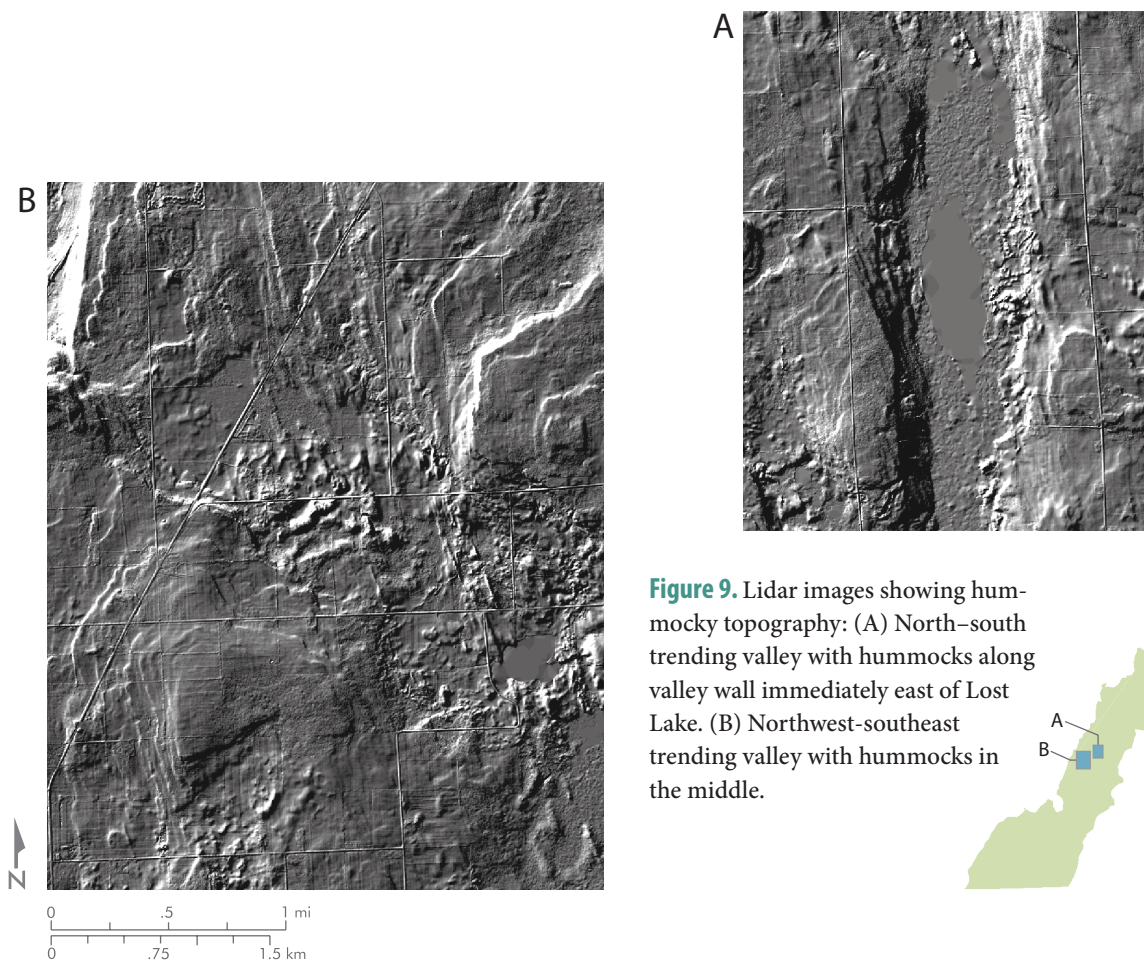 A
B
Figure 9. Lidar images showing hum-
mocky topography: (A) North–south
trending valley with hummocks along
valley wall immediately east of Lost
Lake. (B) Northwest-southeast
trending valley with hummocks in
the middle.
A
B
N
0 .5 1 mi
0 .75 1.5 km